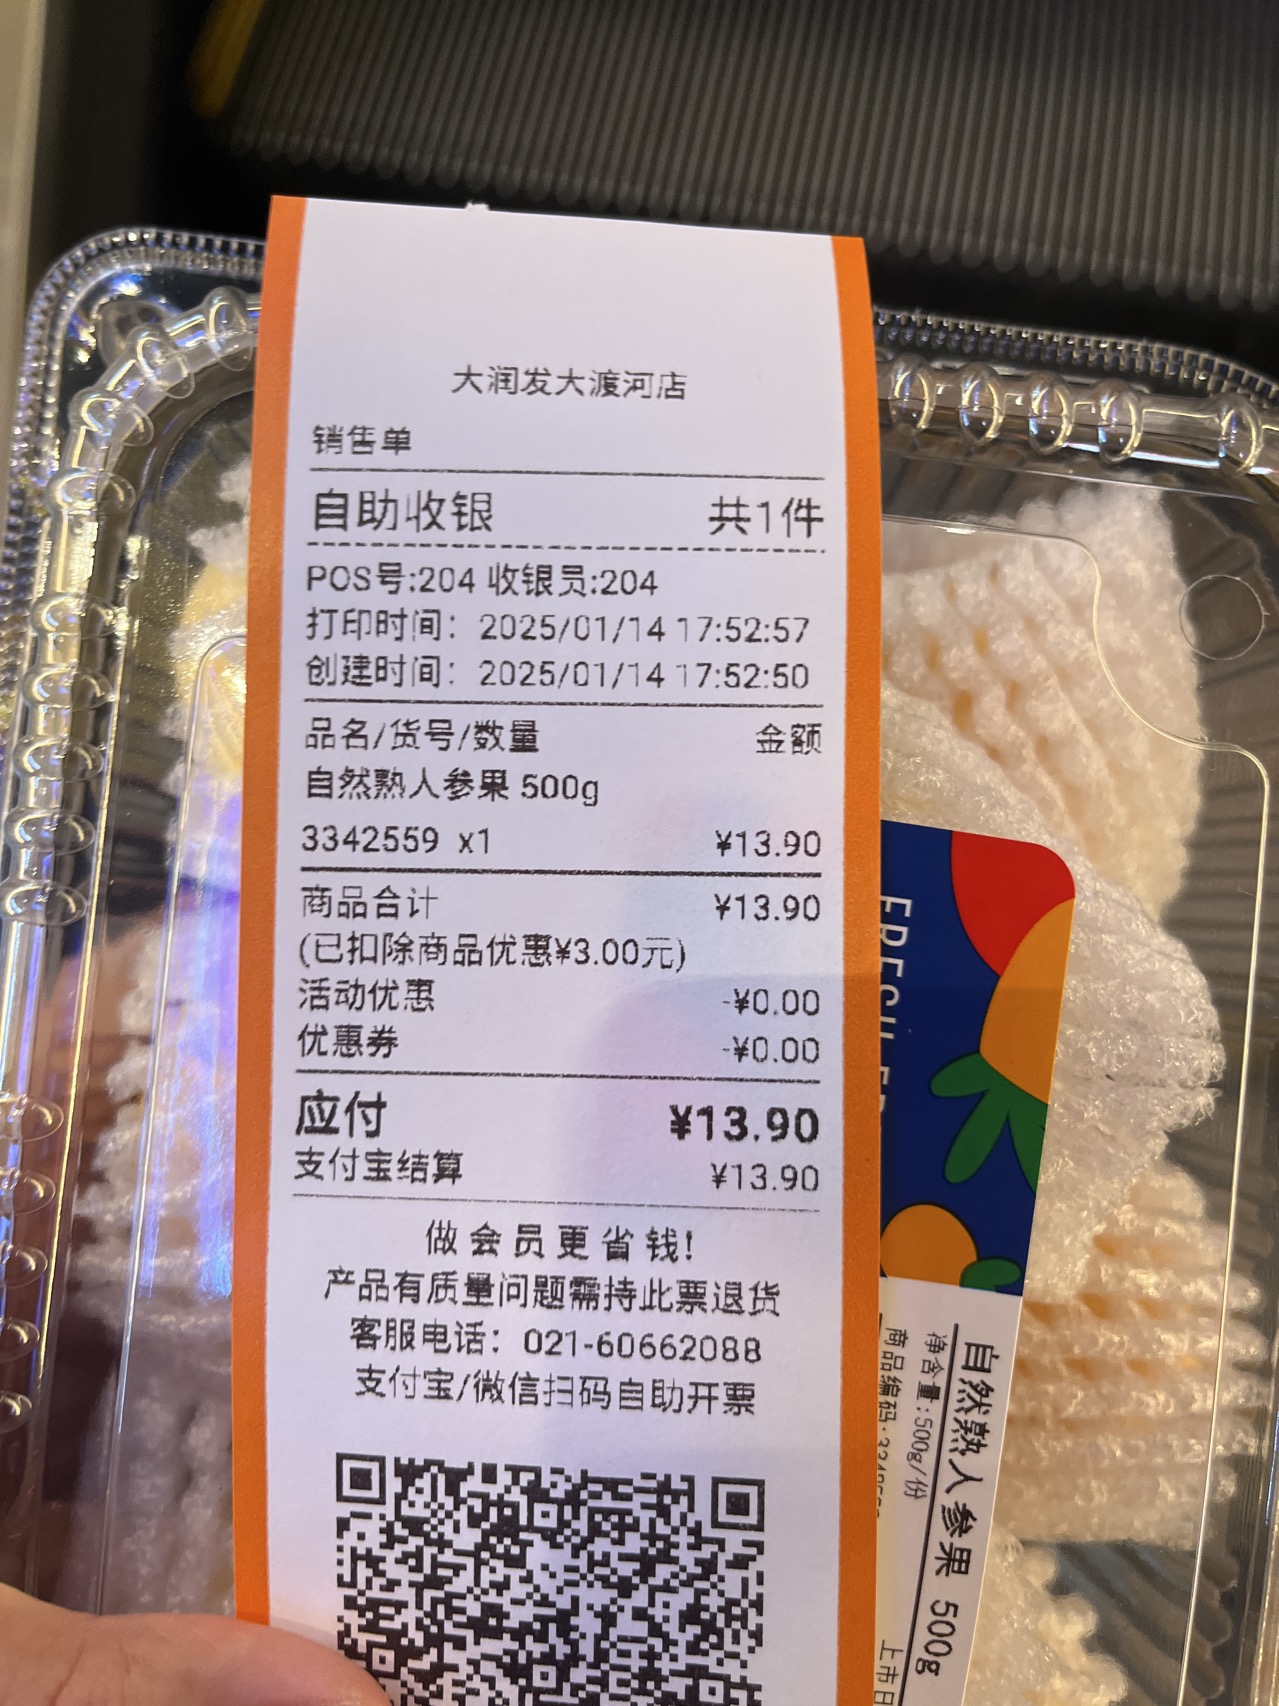 大润发大渡河店
销售单
自助收银 共1件
POS号:204 收银员:204
打印时间: 2025/01/14 17:52:57
创建时间: 2025/01/14 17:52:50
品名/货号/数量 金额
自然熟人参果 500g
3342559 x1 ¥13.90
商品合计 ¥13.90
(已扣除商品优惠¥3.00元)
活动优惠 -¥0.00
优惠券 -¥0.00
应付 ¥13.90
支付宝结算 ¥13.90
做会员更省钱!
产品有质量问题需持此票退货
客服电话: 021-60662088
支付宝/微信扫码自助开票
自然熟人参果 500g
净含量:500g/份
商品编码:
上市日